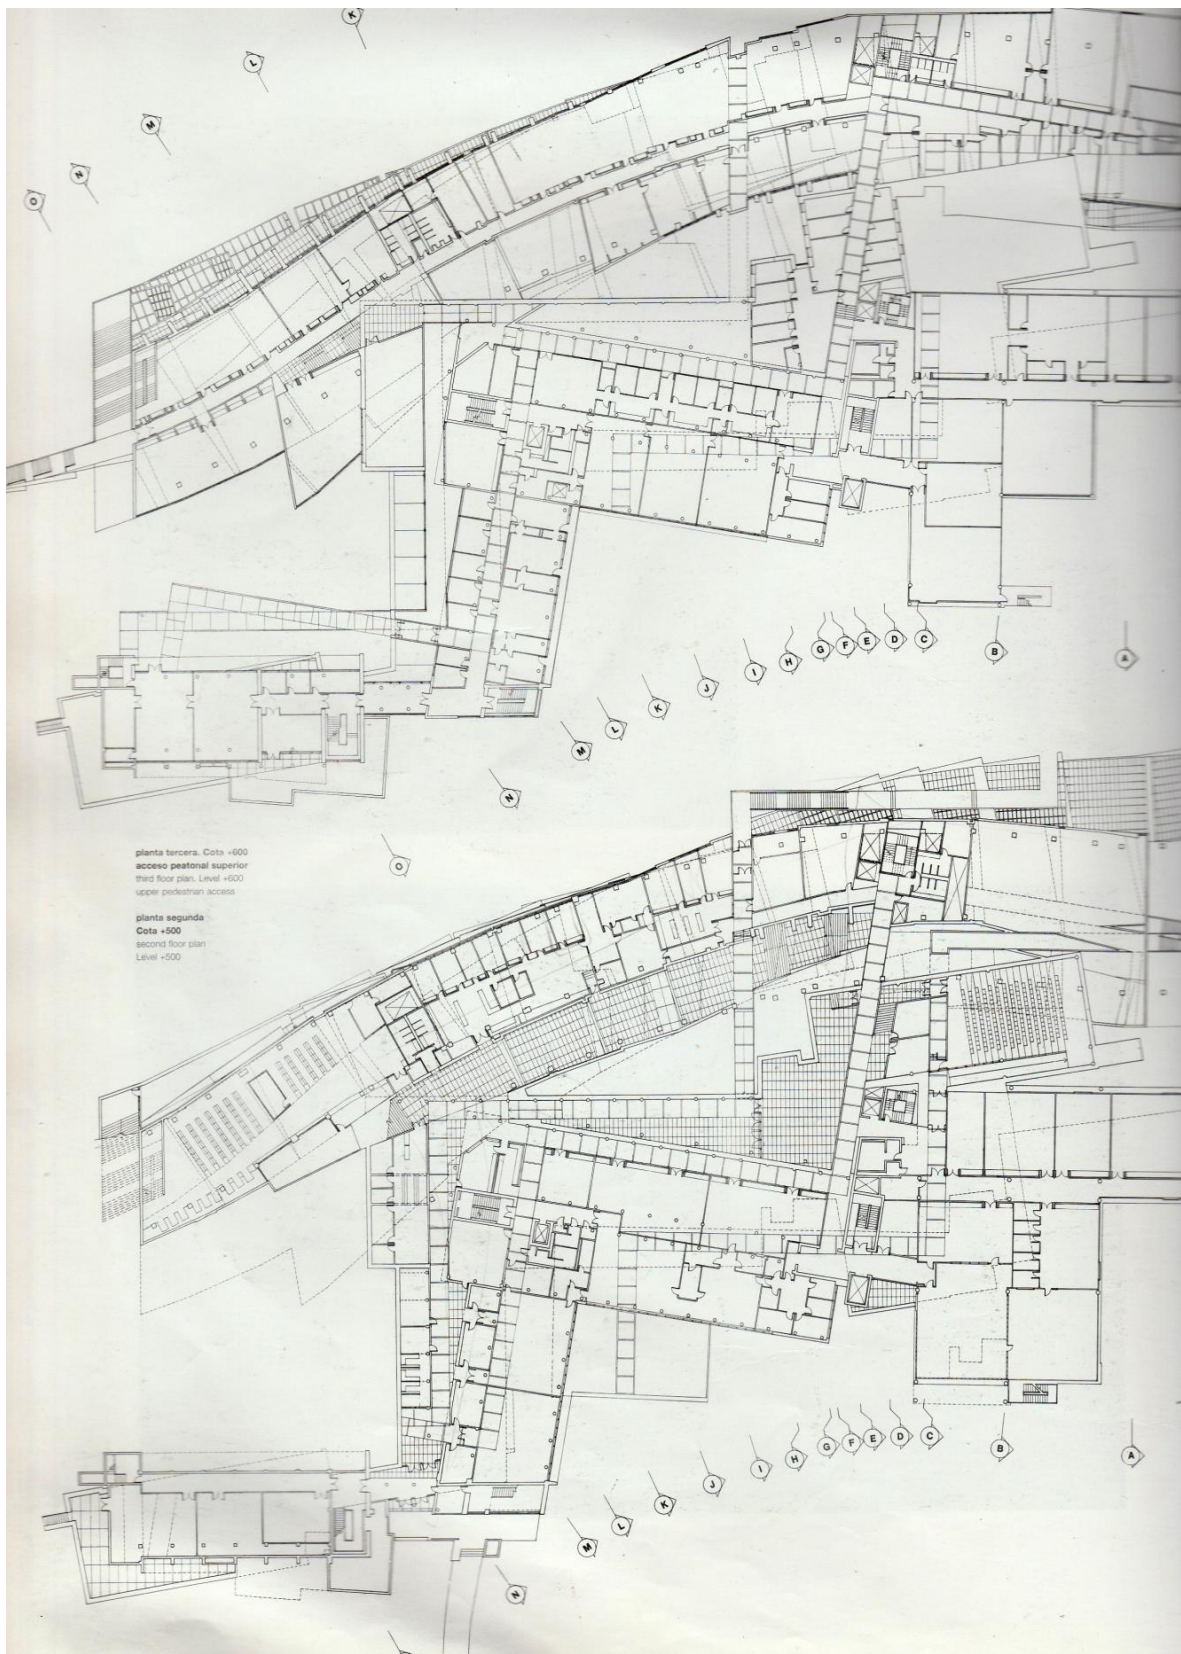 K
L
M
N
O
C
G
F
E
D
H
B
A
I
J
K
L
M
N
planta tercera. Cota +600
acceso peatonal superior
third floor plan. Level +600
upper pedestrian access
O
planta segunda
Cota +500
second floor plan
Level +500
G
F
E
D
C
H
B
A
I
J
K
L
M
N